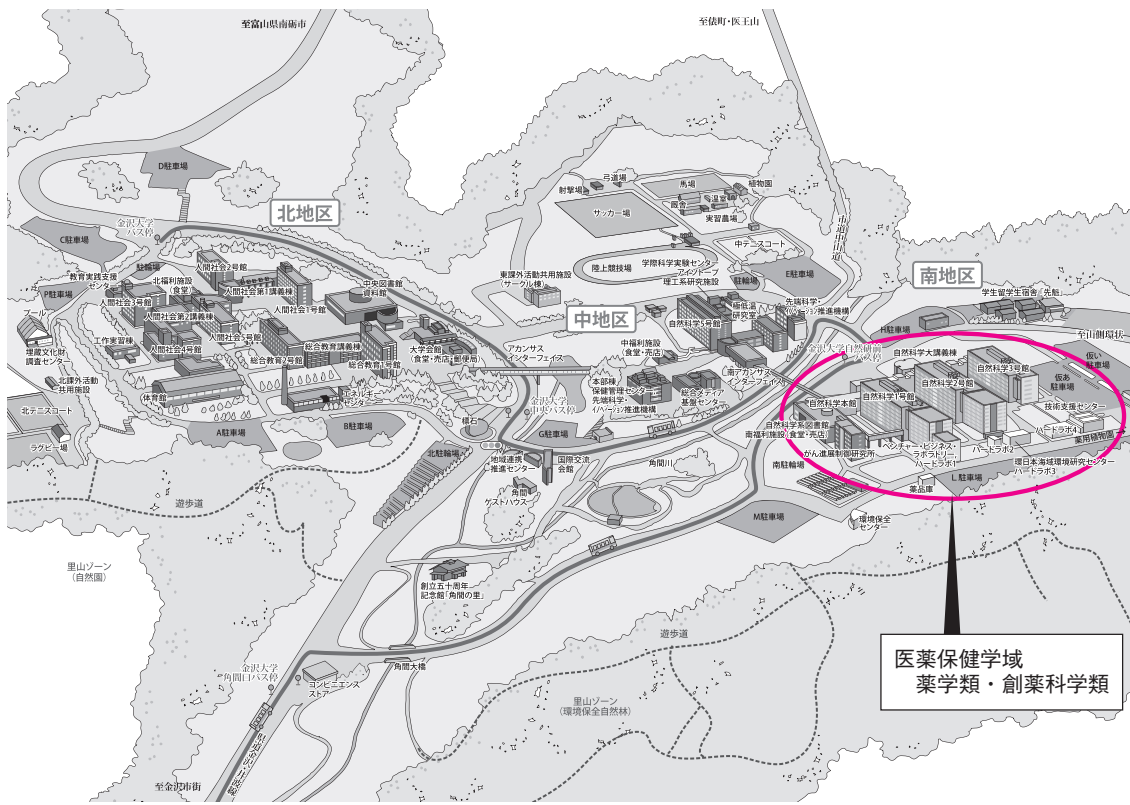 至富山県南砺市
至俵町・医王山
D駐車場
北地区
金沢大学
バス停
C駐車場
弓道場
射撃場
馬場
植物園
厩舎
温室
サッカー場
実習農場
市道中山道
中テニスコート
陸上競技場
学際科学実験センター
アイソトープ
理工系研究施設
E駐車場
駐輪場
南地区
学生留学生宿舎「先魁」
東課外活動共用施設
(サークル棟)
中地区
教育実践支援
センター
駐輪場
人間社会2号館
北福利施設
(食堂)
人間社会第1講義棟
中央図書館
資料館
人間社会1号館
P駐車場
人間社会3号館
人間社会第2講義棟
プール
埋蔵文化財
調査センター
工作実習棟
人間社会4号館
人間社会5号館
総合教育講義棟
総合教育2号館
総合教育1号館
大学会館
(食堂・売店・郵便局)
アカンサス
インターフェイス
極低温
研究室
自然科学5号館
先端科学・
イノベーション推進機構
中福利施設
(食堂・売店)
金沢大学自然研前
バス停
H駐車場
至山側環状
南アカンサス
インターフェイス
本部棟・
保健管理センター・
先端科学・
イノベーション推進機構
総合メディア
基盤センター
自然科学大講義棟
自然科学3号館
自然科学2号館
自然科学1号館
自然科学本館
仮い
駐車場
仮あ
駐車場
技術支援センター
ハードラボ4
薬用植物園
北課外活動
共用施設
体育館
エネルギー
センター
北テニスコート
ラグビー場
A駐車場
B駐車場
標石
金沢大学
中央バス停
G駐車場
自然科学系図書館
南福利施設(食堂・売店)
がん進展制御研究所
ベンチャー・ビジネス・
ラボラトリー、
ハードラボ1
ハードラボ2
環日本海域環境研究センター
ハードラボ3
L駐車場
薬品庫
北駐輪場
地域連携
推進センター
国際交流
会館
角間
ゲストハウス
角間川
南駐輪場
M駐車場
環境保全
センター
遊歩道
里山ゾーン
(自然園)
創立五十周年
記念館「角間の里」
遊歩道
里山ゾーン
(環境保全自然林)
金沢大学
角間口バス停
コンビニエンス
ストア
角間大橋
至金沢市街
医薬保健学域
薬学類・創薬科学類